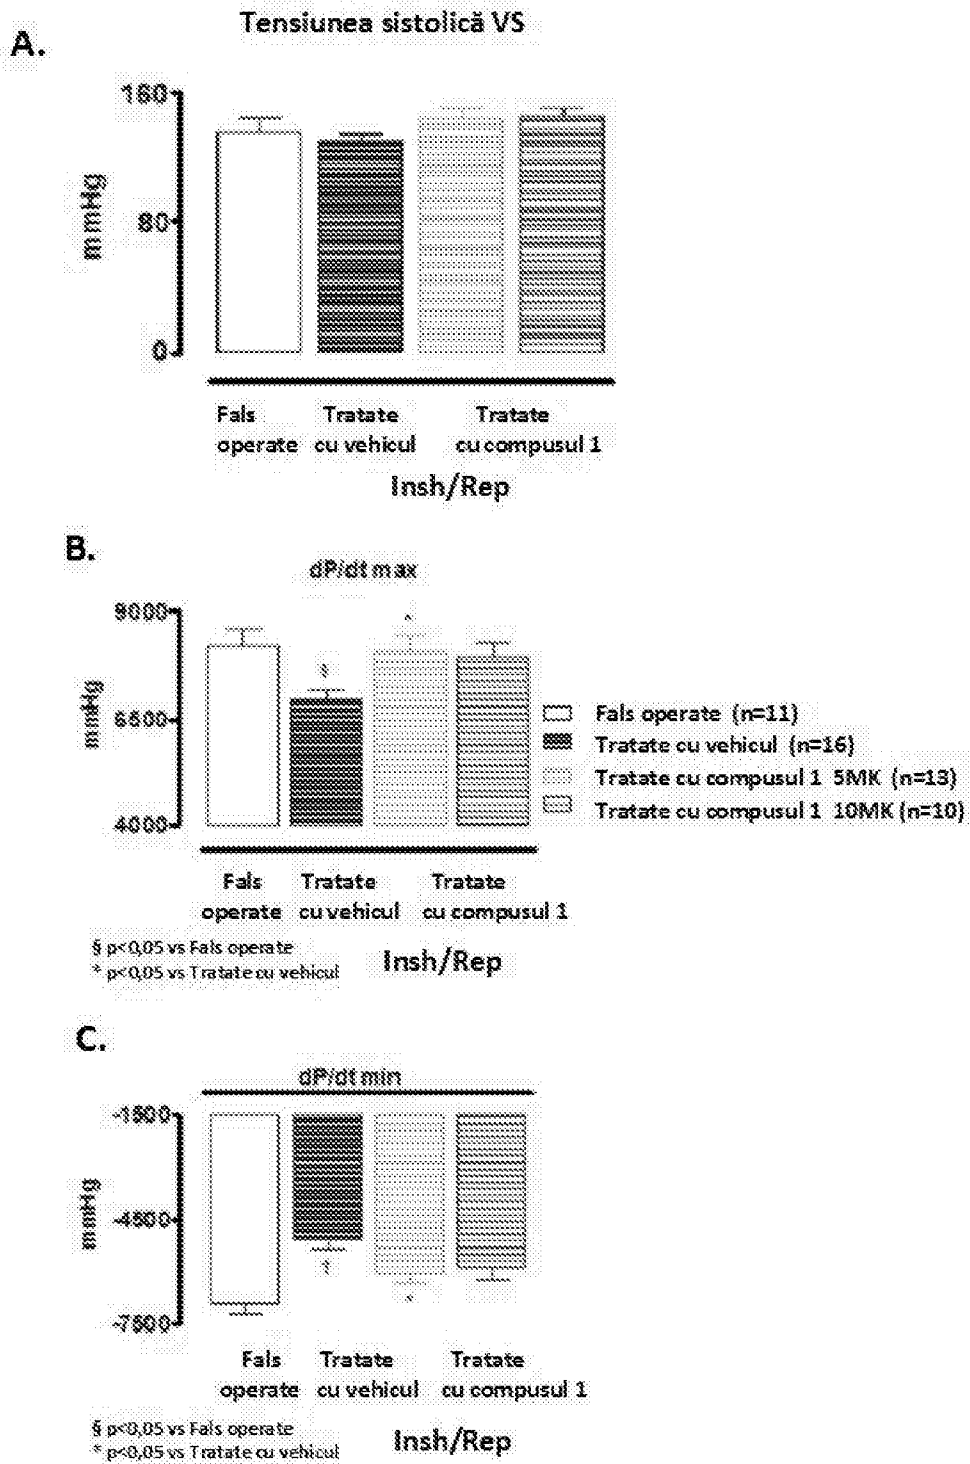 Tensiunea sistolică VS
A.
160
80
0
mmHg
Fals operate
Tratate cu vehicul
Tratate cu compusul 1
Insh/Rep
B.
dP/dt max
*
§
9000
6500
4000
mmHg
Fals operate (n=11)
Tratate cu vehicul (n=16)
Tratate cu compusul 1 5MK (n=13)
Tratate cu compusul 1 10MK (n=10)
Fals operate
Tratate cu vehicul
Tratate cu compusul 1
§ p<0,05 vs Fals operate
* p<0,05 vs Tratate cu vehicul
Insh/Rep
C.
dP/dt min
-1500
-4500
-7500
mmHg
*
Fals operate
Tratate cu vehicul
Tratate cu compusul 1
§ p<0,05 vs Fals operate
* p<0,05 vs Tratate cu vehicul
Insh/Rep